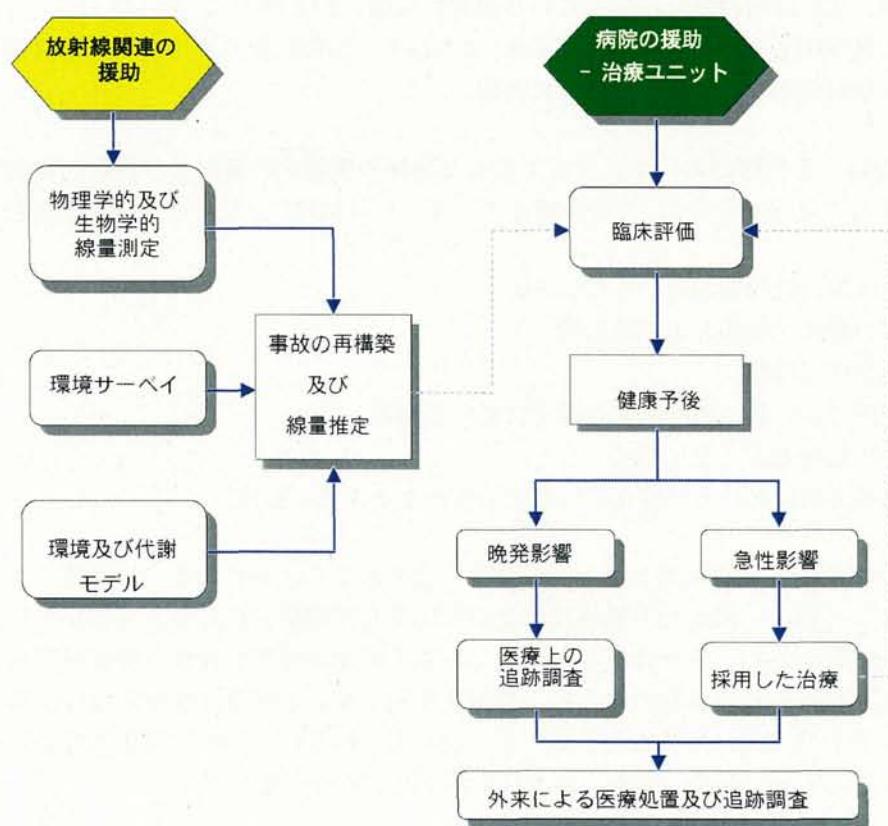 放射線関連の
援助
物理学的及び
生物学的
線量測定
環境サーベイ
環境及び代謝
モデル
事故の再構築
及び
線量推定
病院の援助
- 治療ユニット
臨床評価
健康予後
晩発影響
急性影響
医療上の
追跡調査
採用した治療
外来による医療処置及び追跡調査